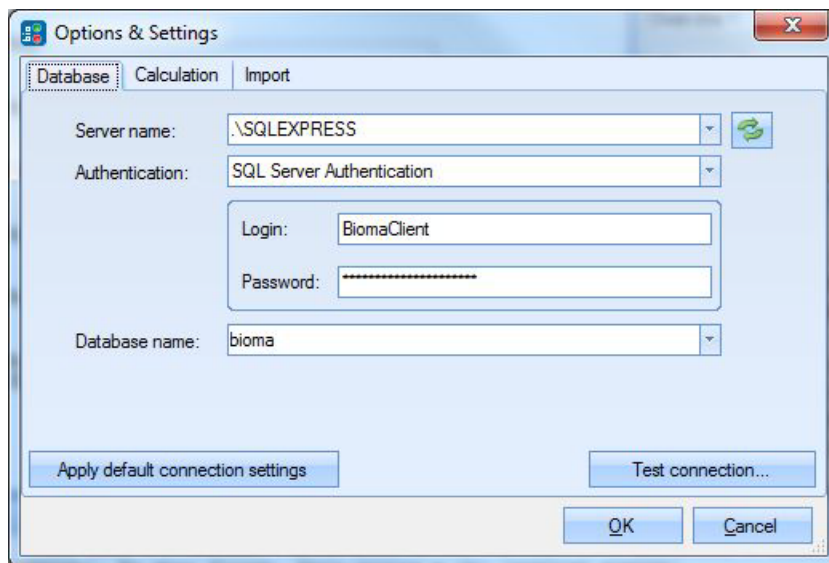 Options & Settings
Database Calculation Import
Server name: .\SQLEXPRESS
Authentication: SQL Server Authentication
Login: BiomaClient
Password: *********************
Database name: bioma
Apply default connection settings Test connection...
OK Cancel